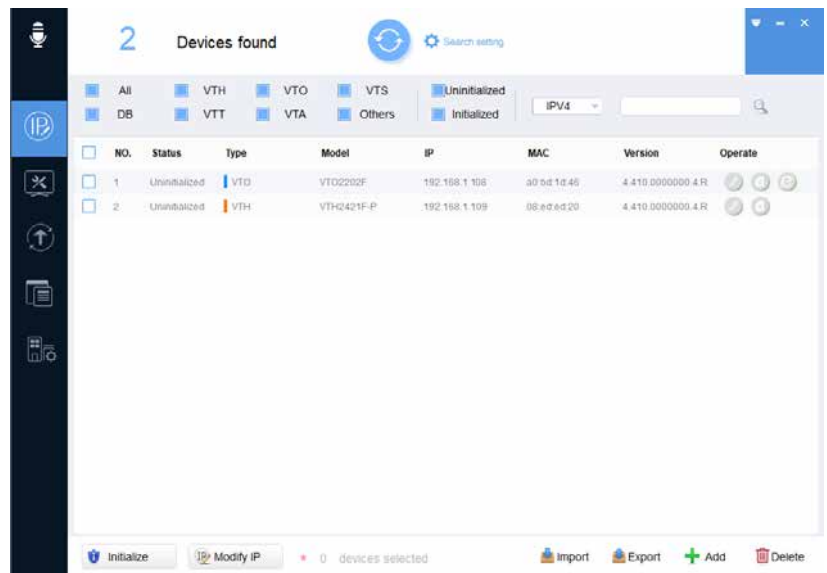 2 Devices found Search setting
All VTH VTO VTS Uninitialized
DB VTT VTA Others Initialized IPV4
NO. Status Type Model IP MAC Version Operate
1 Uninitialized VTO VTO2202F 192.168.1.108 a0:bd:1d:46 4.410.0000000.4.R
2 Uninitialized VTH VTH2421F-P 192.168.1.109 08:ed:ed:20 4.410.0000000.4.R
Initialize IP Modify IP * 0 devices selected Import Export Add Delete